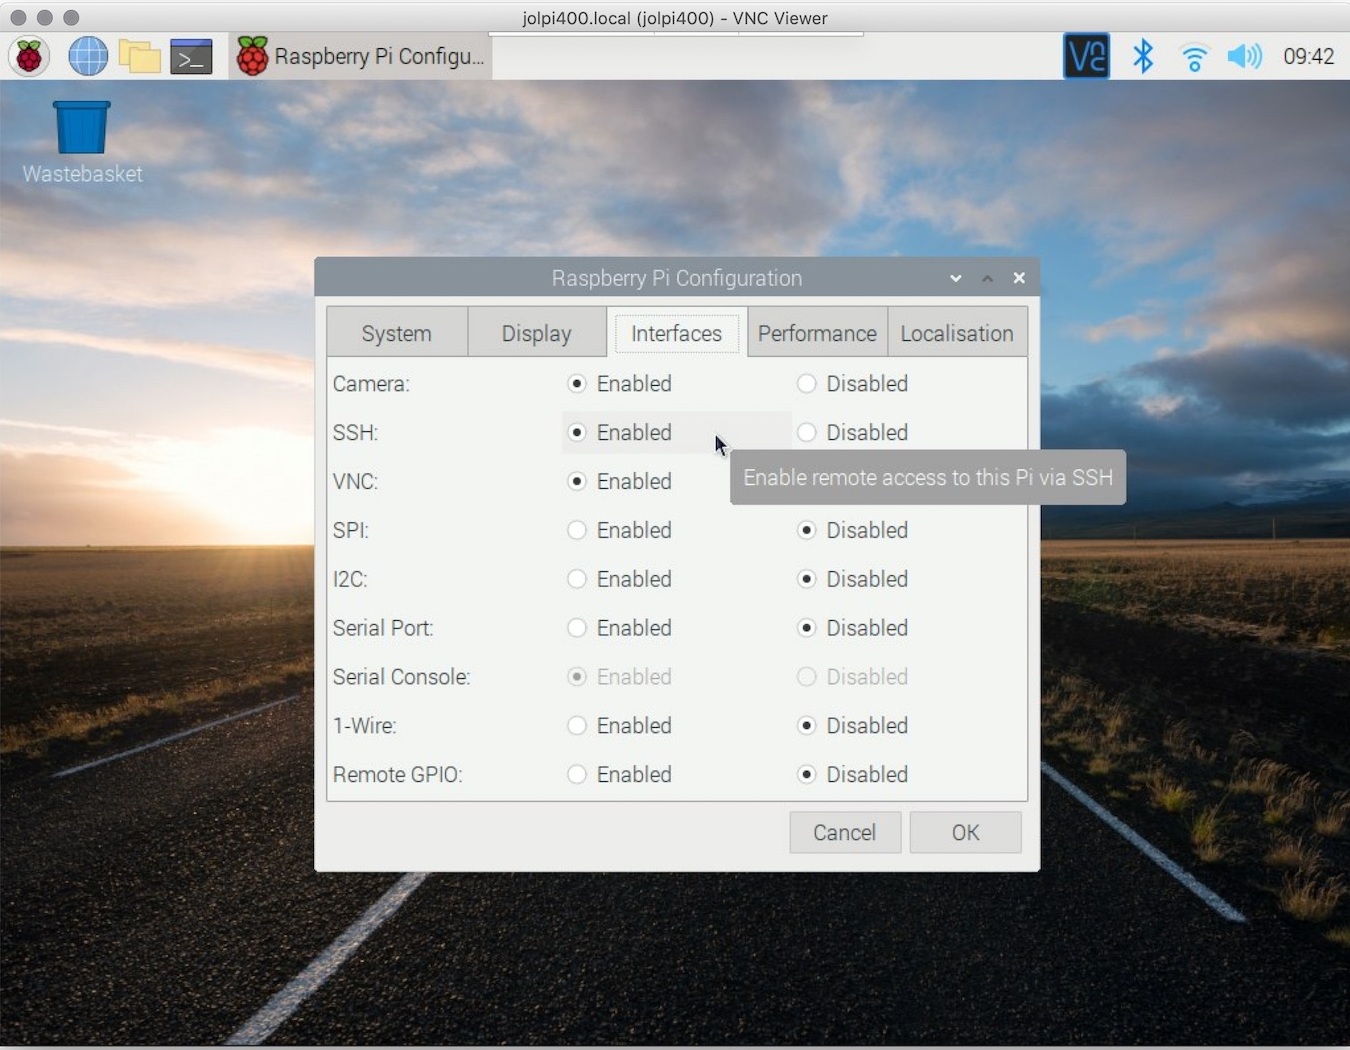 jolpi400.local (jolpi400) - VNC Viewer
Raspberry Pi Configu...
09:42
Wastebasket
Raspberry Pi Configuration
System Display Interfaces Performance Localisation
Camera: Enabled Disabled
SSH: Enabled Disabled
Enable remote access to this Pi via SSH
VNC: Enabled
SPI: Enabled Disabled
I2C: Enabled Disabled
Serial Port: Enabled Disabled
Serial Console: Enabled Disabled
1-Wire: Enabled Disabled
Remote GPIO: Enabled Disabled
Cancel OK